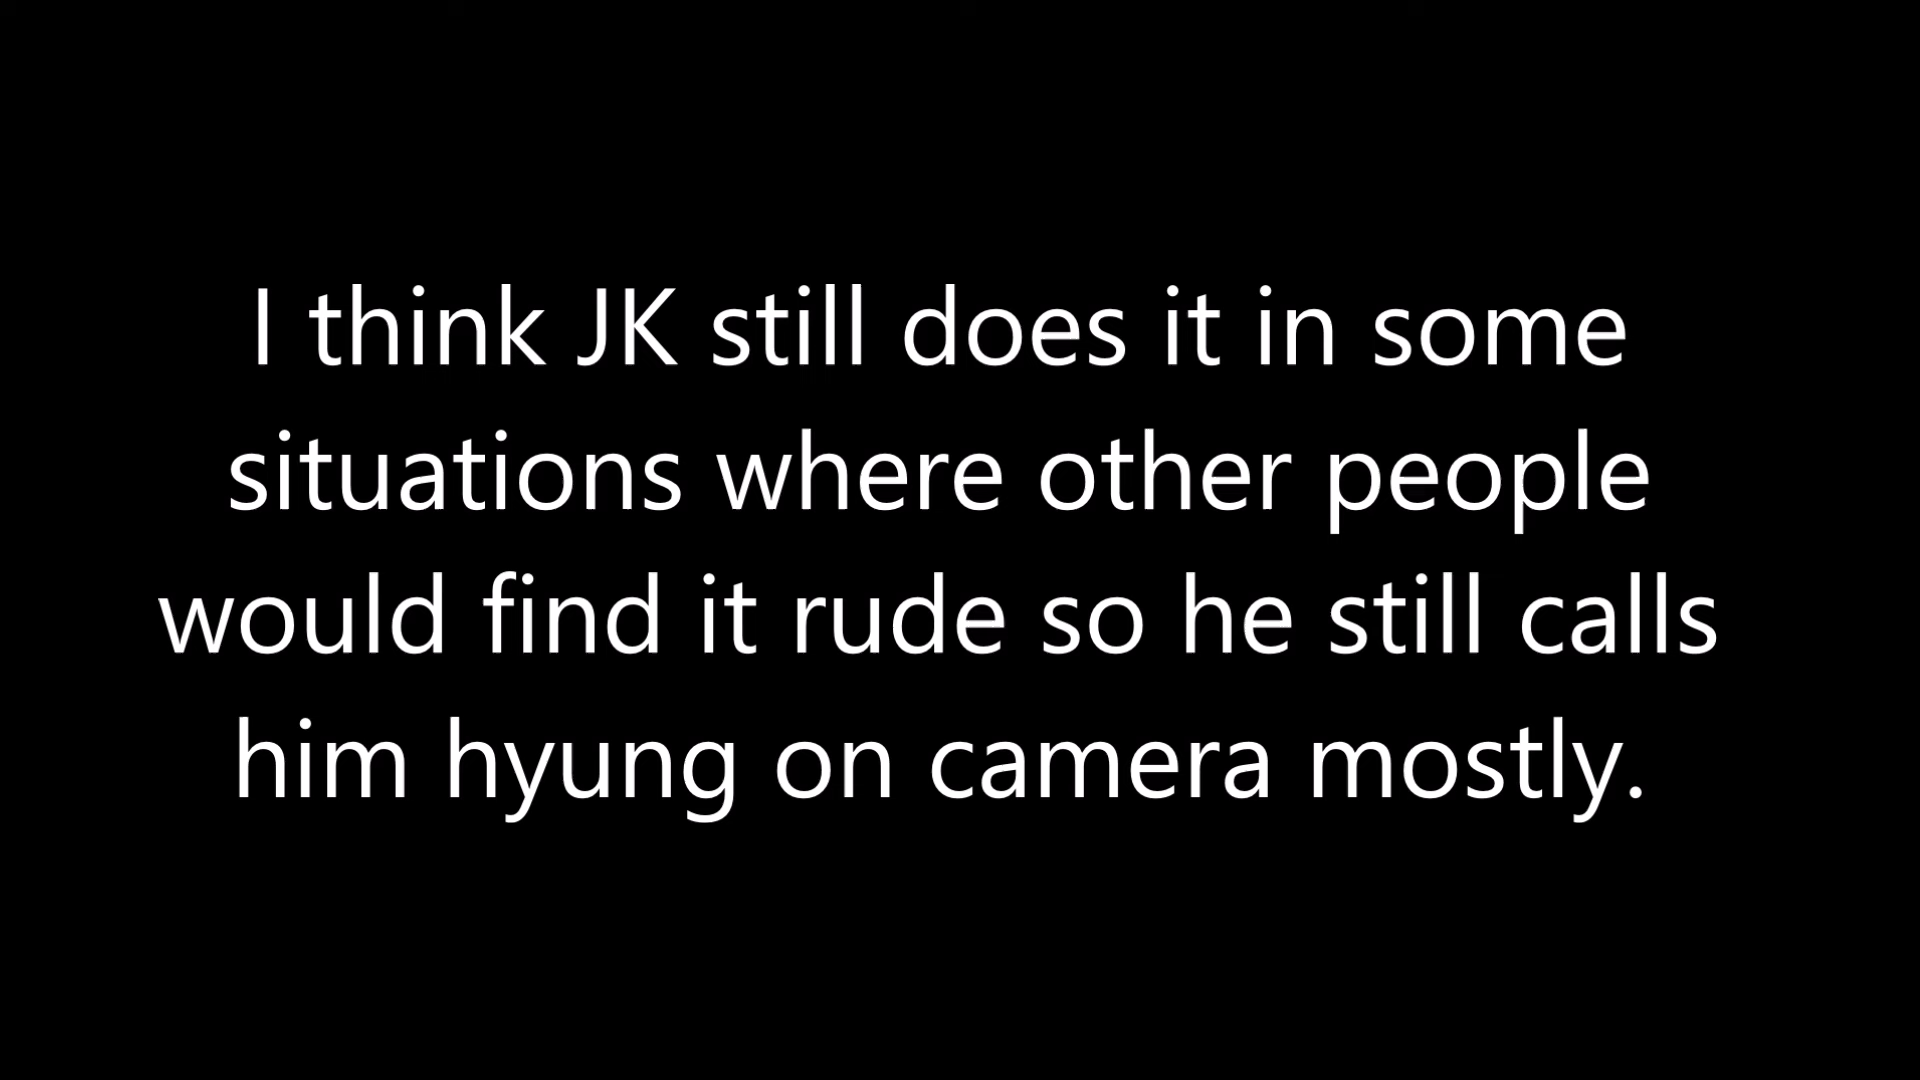 I think JK still does it in some
situations where other people
would find it rude so he still calls
him hyung on camera mostly.